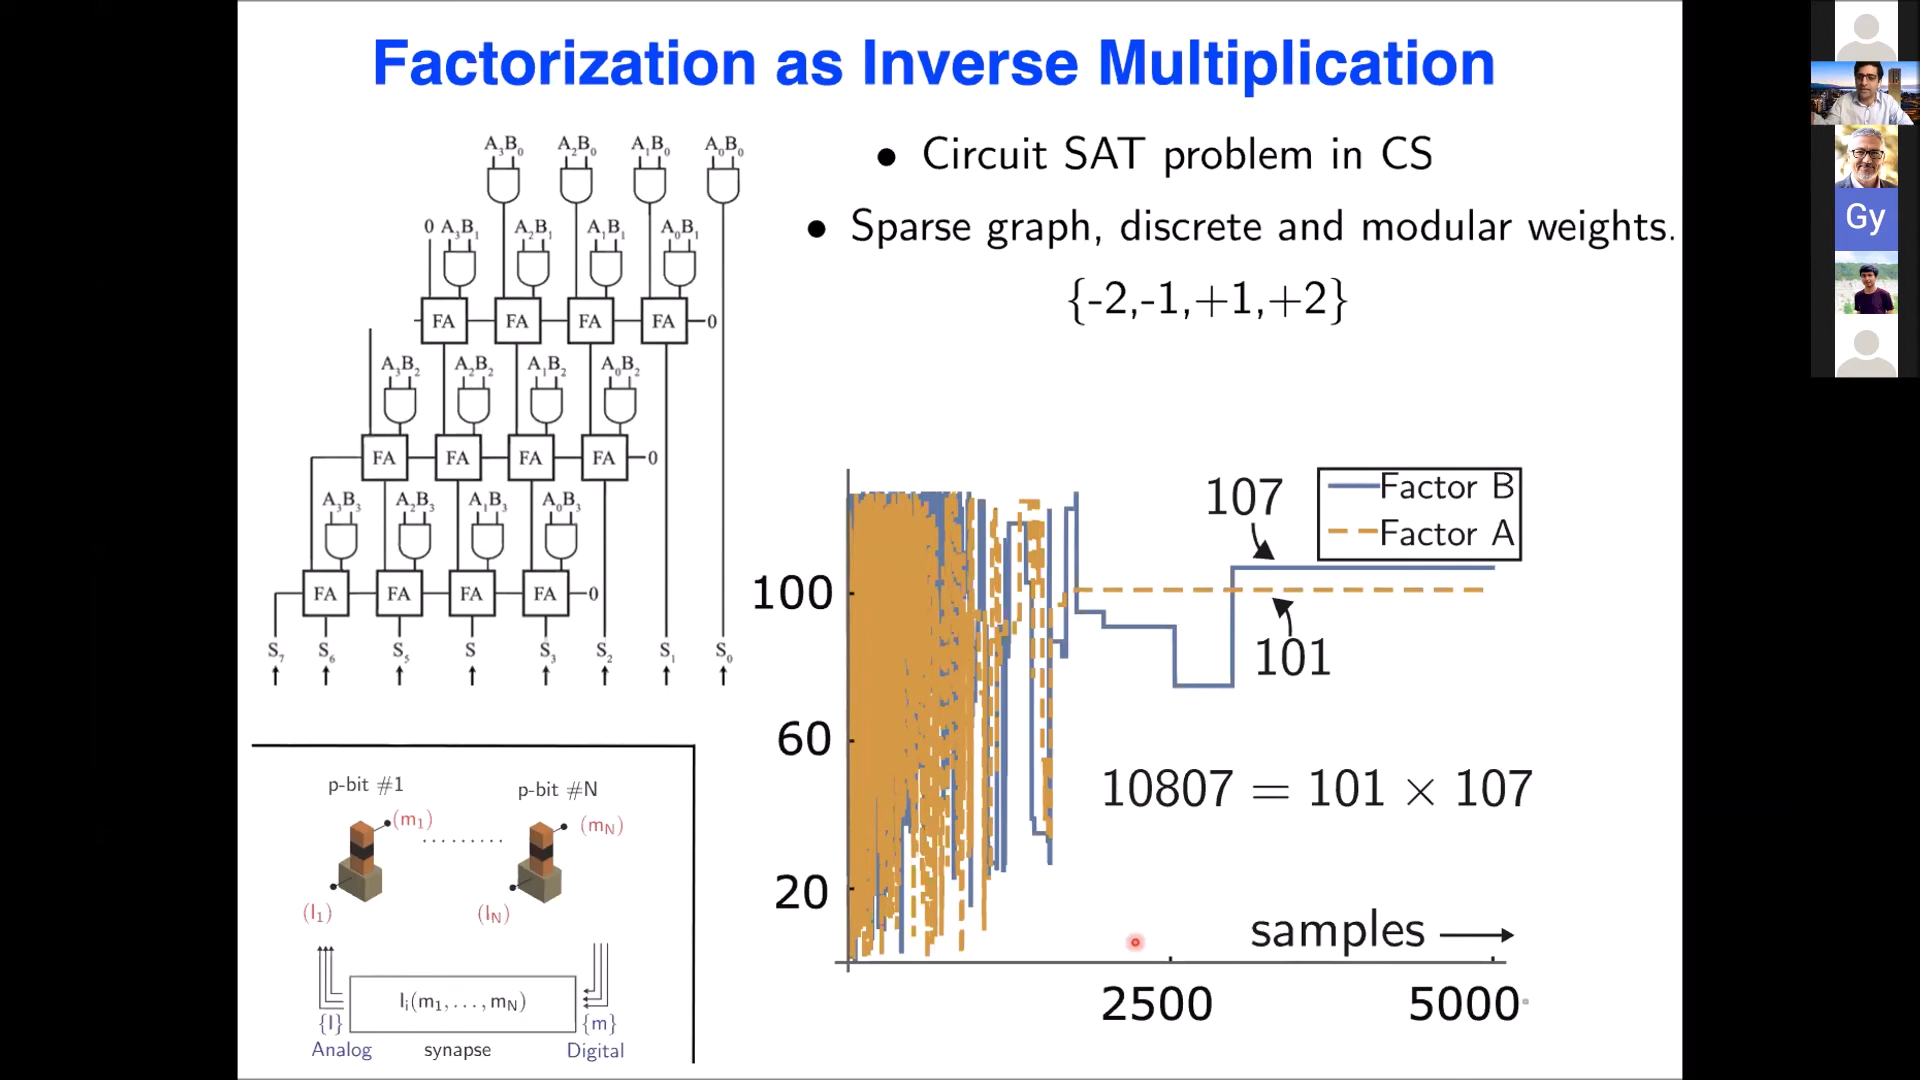 Factorization as Inverse Multiplication
• Circuit SAT problem in CS
• Sparse graph, discrete and modular weights.
{-2,-1,+1,+2}
A₃B₀ A₂B₀ A₁B₀ A₀B₀
0 A₃B₁ A₂B₁ A₁B₁ A₀B₁
FA FA FA FA 0
A₃B₂ A₂B₂ A₁B₂ A₀B₂
FA FA FA FA 0
A₃B₃ A₂B₃ A₁B₃ A₀B₃
FA FA FA FA 0
S₇ S₆ S₅ S S₃ S₂ S₁ S₀
p-bit #1 p-bit #N
(m₁) ......... (m_N)
(I₁) (I_N)
Iᵢ(m₁, . . . , m_N)
{I} {m}
Analog synapse Digital
107
Factor B
Factor A
100
101
60
10807 = 101 × 107
20
samples
2500 5000
Gy